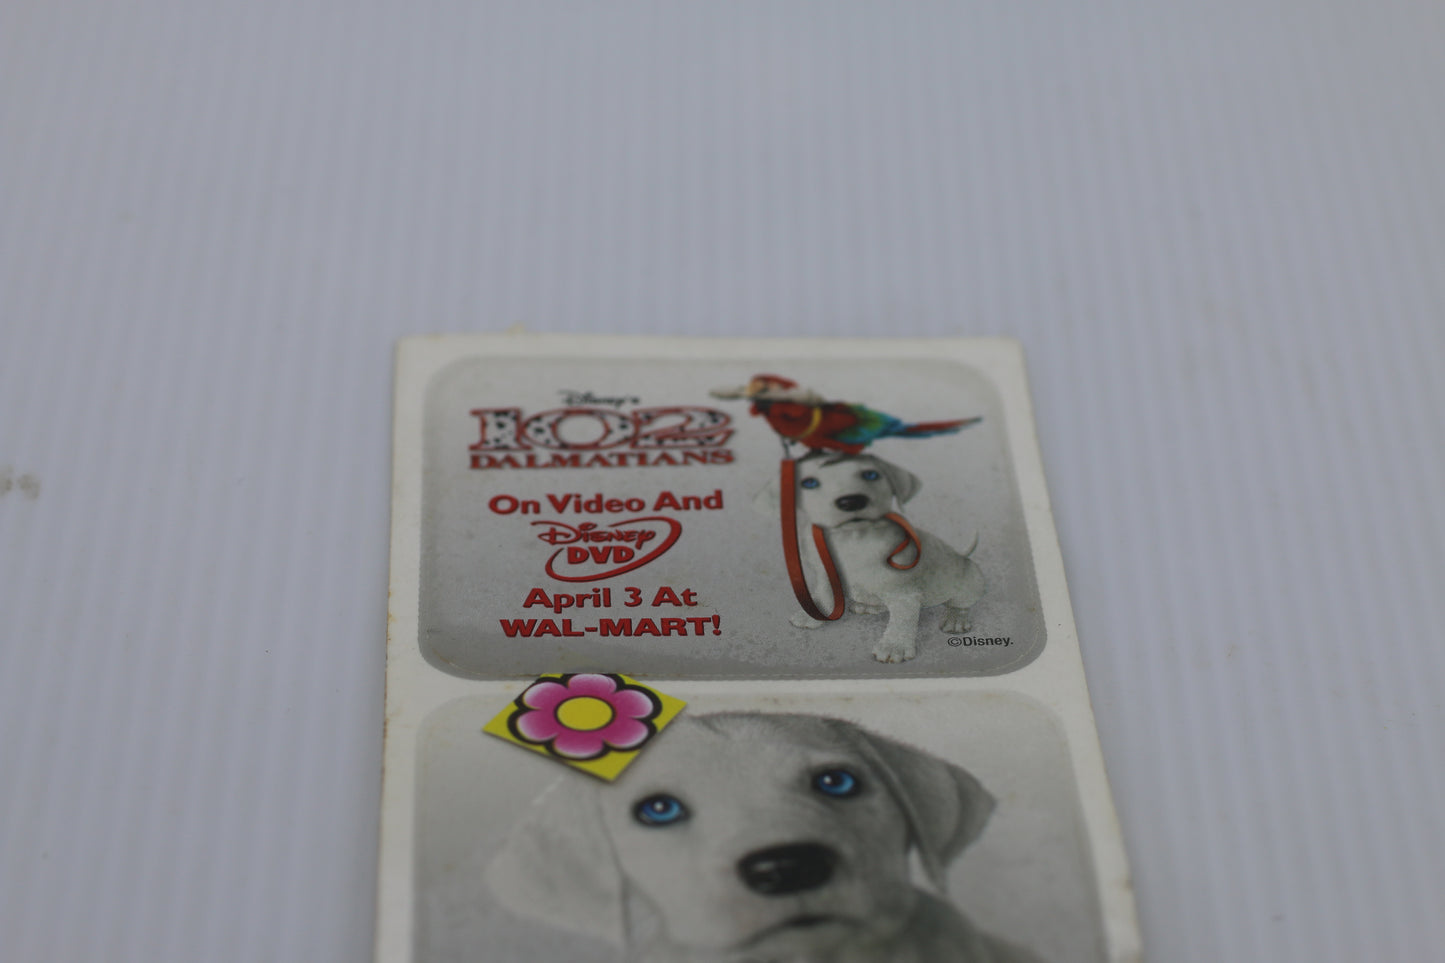 Disney's
102
DALMATIANS
On Video And
Disney
DVD
April 3 At
WAL-MART!
©Disney.